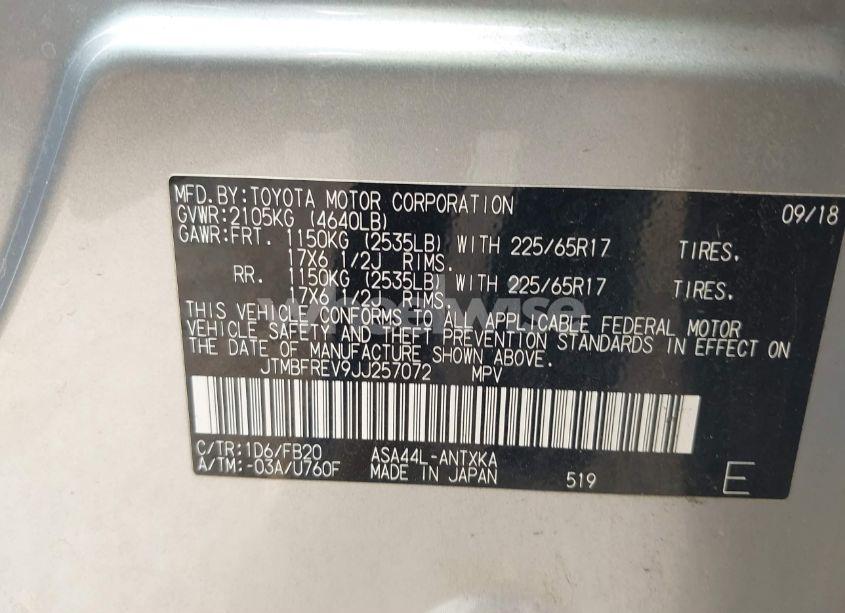 MFD.BY:TOYOTA MOTOR CORPORATION 09/18
GVWR:2105KG (4640LB)
GAWR:FRT. 1150KG (2535LB) WITH 225/65R17 TIRES.
17X6 1/2J RIMS.
RR. 1150KG (2535LB) WITH 225/65R17 TIRES.
17X6 1/2J RIMS.
THIS VEHICLE CONFORMS TO ALL APPLICABLE FEDERAL MOTOR
VEHICLE SAFETY AND THEFT PREVENTION STANDARDS IN EFFECT ON
THE DATE OF MANUFACTURE SHOWN ABOVE.
JTMBFREV9JJ257072 MPV
C/TR:1D6/FB20 ASA44L-ANTXKA
A/TM:-03A/U760F MADE IN JAPAN 519 E